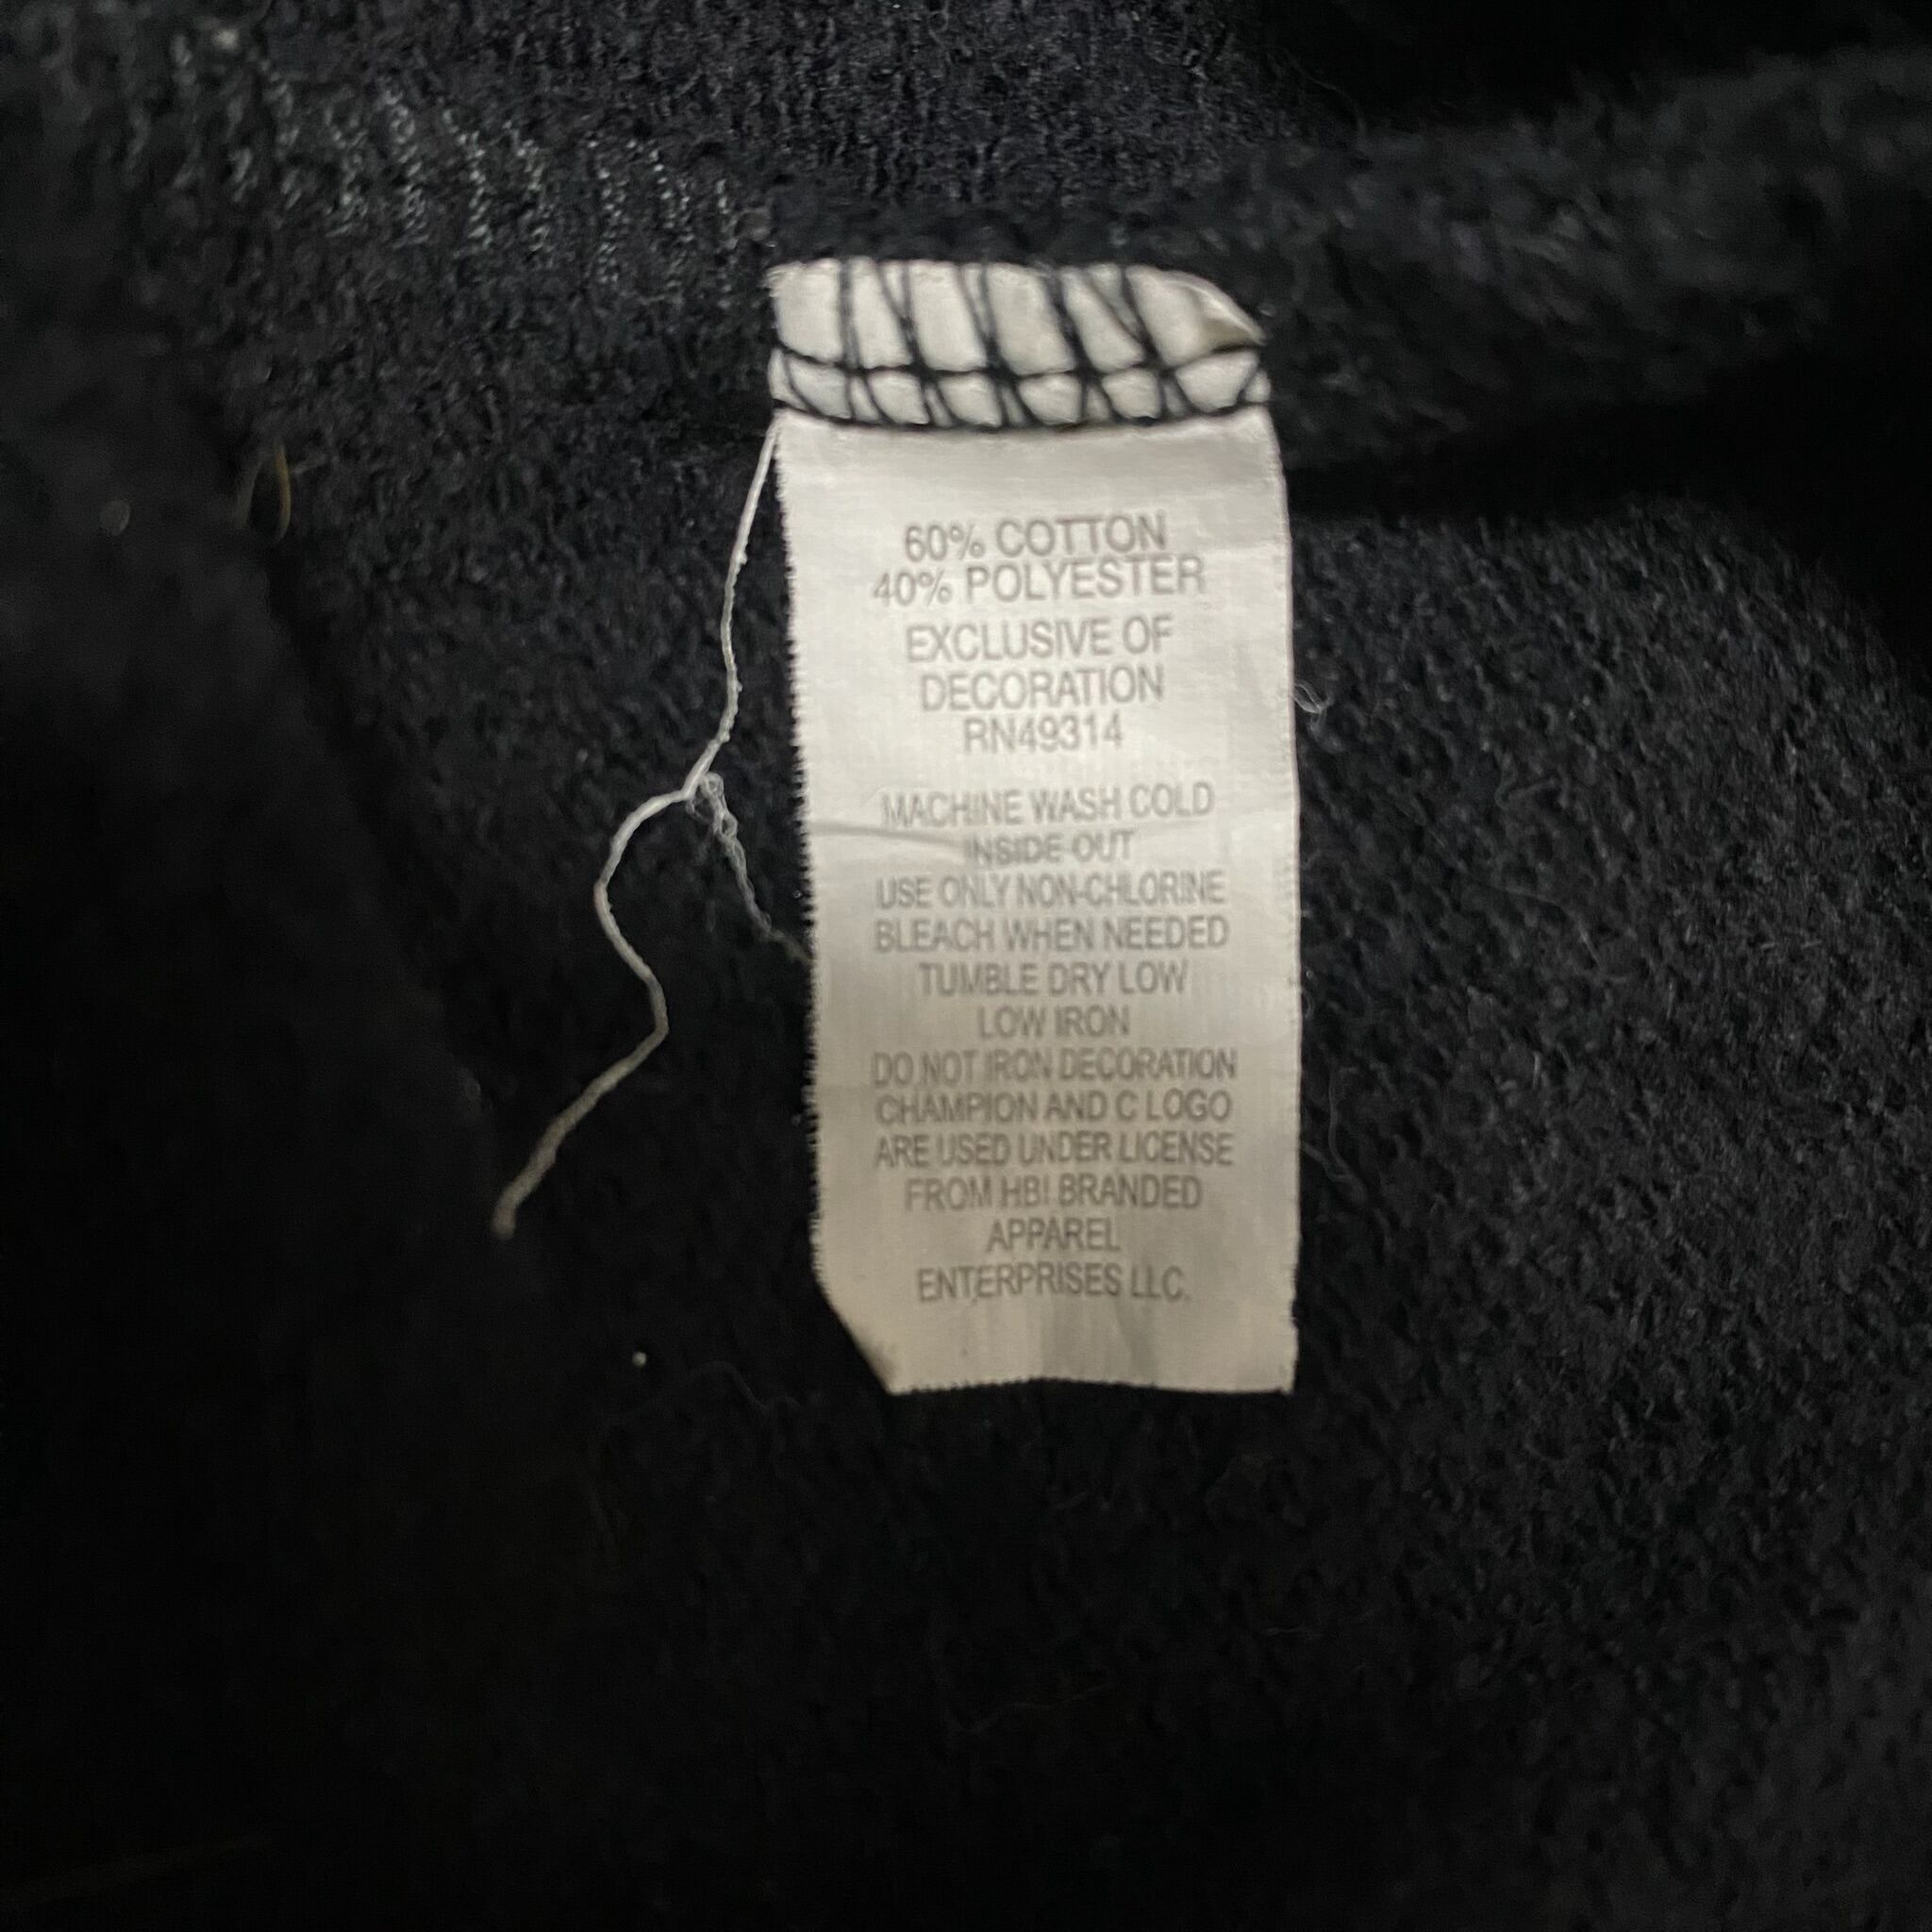 60% COTTON
40% POLYESTER
EXCLUSIVE OF
DECORATION
RN49314
MACHINE WASH COLD
INSIDE OUT
USE ONLY NON-CHLORINE
BLEACH WHEN NEEDED
TUMBLE DRY LOW
LOW IRON
DO NOT IRON DECORATION
CHAMPION AND C LOGO
ARE USED UNDER LICENSE
FROM HBI BRANDED
APPAREL
ENTERPRISES LLC.